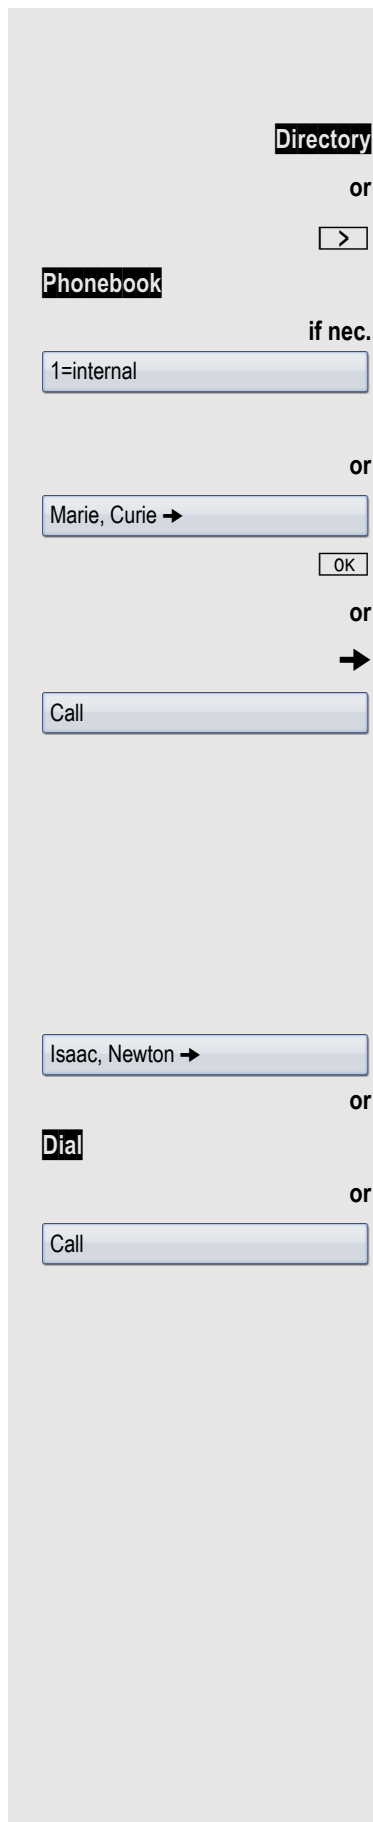 Directory
or
>
Phonebook
if nec.
1=internal
or
Marie, Curie →
OK
or
→
Call
Isaac, Newton →
or
Dial
or
Call